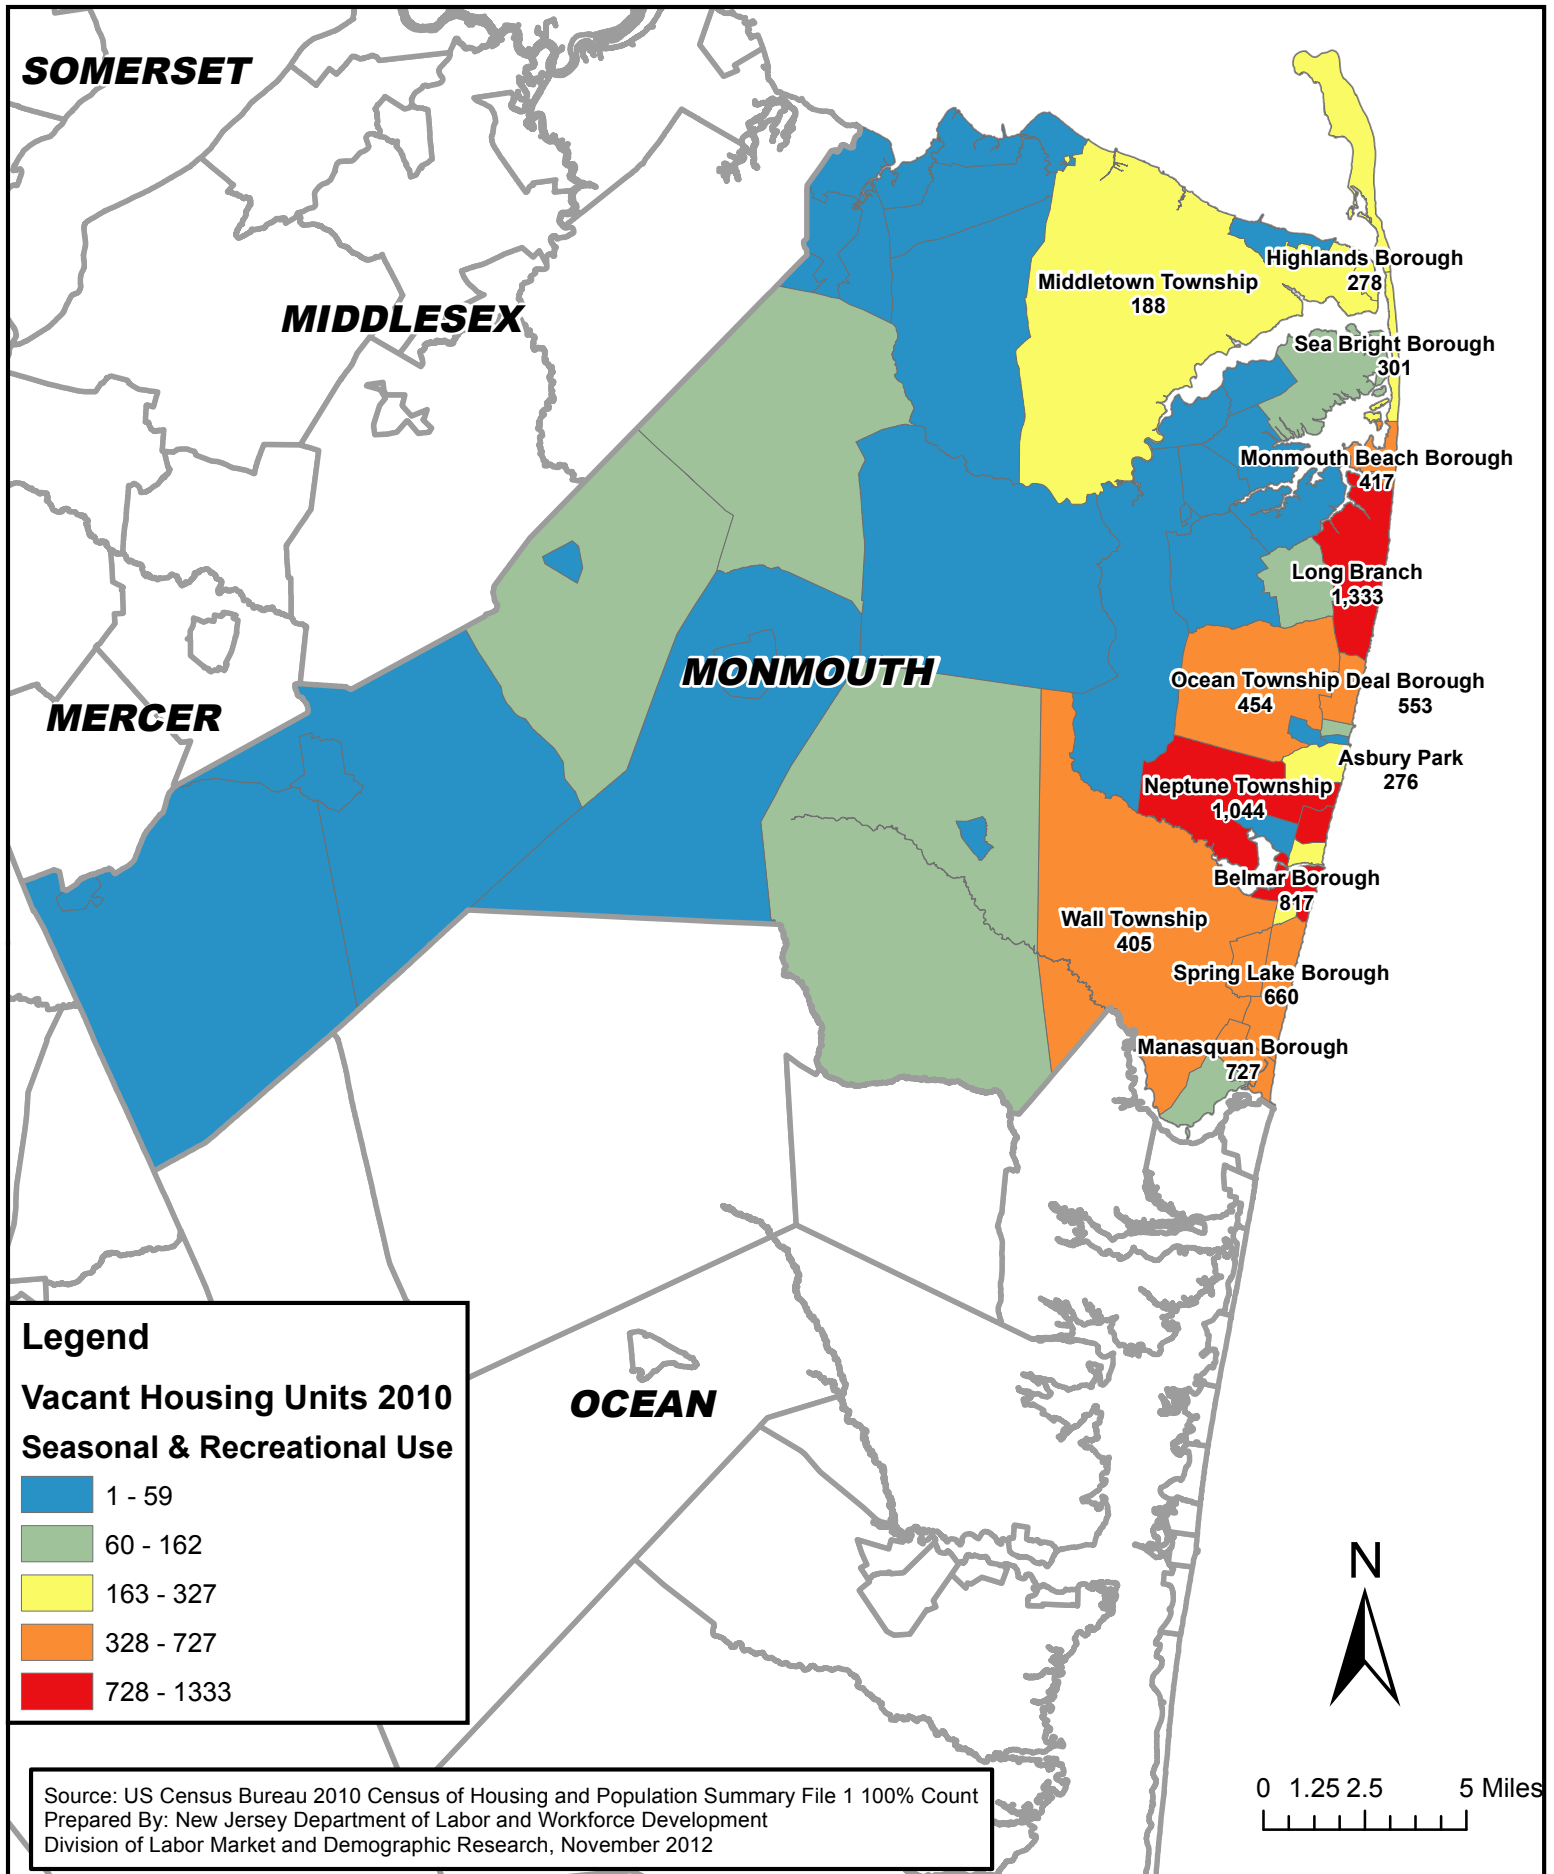 SOMERSET
MIDDLESEX
MERCER
MONMOUTH
OCEAN
Highlands Borough
278
Middletown Township
188
Sea Bright Borough
301
Monmouth Beach Borough
417
Long Branch
1,333
Ocean Township
454
Deal Borough
553
Asbury Park
276
Neptune Township
1,044
Belmar Borough
817
Wall Township
405
Spring Lake Borough
660
Manasquan Borough
727
Legend
Vacant Housing Units 2010
Seasonal & Recreational Use
1 - 59
60 - 162
163 - 327
328 - 727
728 - 1333
N
0 1.25 2.5 5 Miles
Source: US Census Bureau 2010 Census of Housing and Population Summary File 1 100% Count
Prepared By: New Jersey Department of Labor and Workforce Development
Division of Labor Market and Demographic Research, November 2012